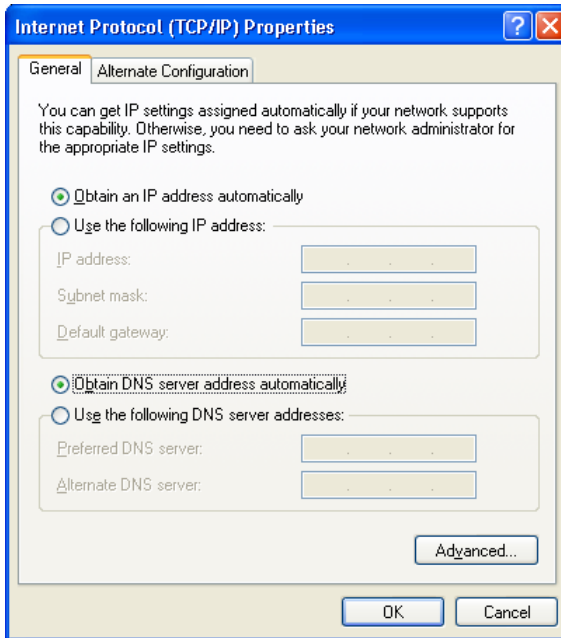 Internet Protocol (TCP/IP) Properties
General
Alternate Configuration
You can get IP settings assigned automatically if your network supports
this capability. Otherwise, you need to ask your network administrator for
the appropriate IP settings.
Obtain an IP address automatically
Use the following IP address:
IP address:
Subnet mask:
Default gateway:
Obtain DNS server address automatically
Use the following DNS server addresses:
Preferred DNS server:
Alternate DNS server:
Advanced...
OK
Cancel